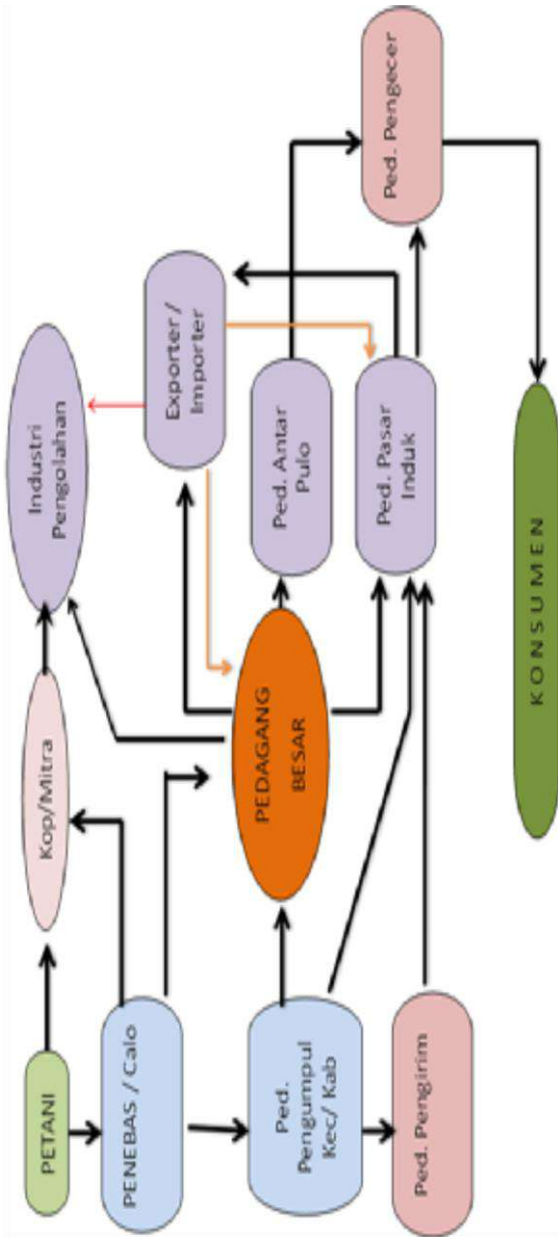 PETANI
Kop/Mitra
Industri
Pengolahan
PENEBAS / Calo
Exporter /
Importer
Ped.
Pengumpul
Kec/ Kab
PEDAGANG
BESAR
Ped. Antar
Pulo
Ped. Pengirim
Ped. Pasar
Induk
Ped. Pengecer
KONSUMEN